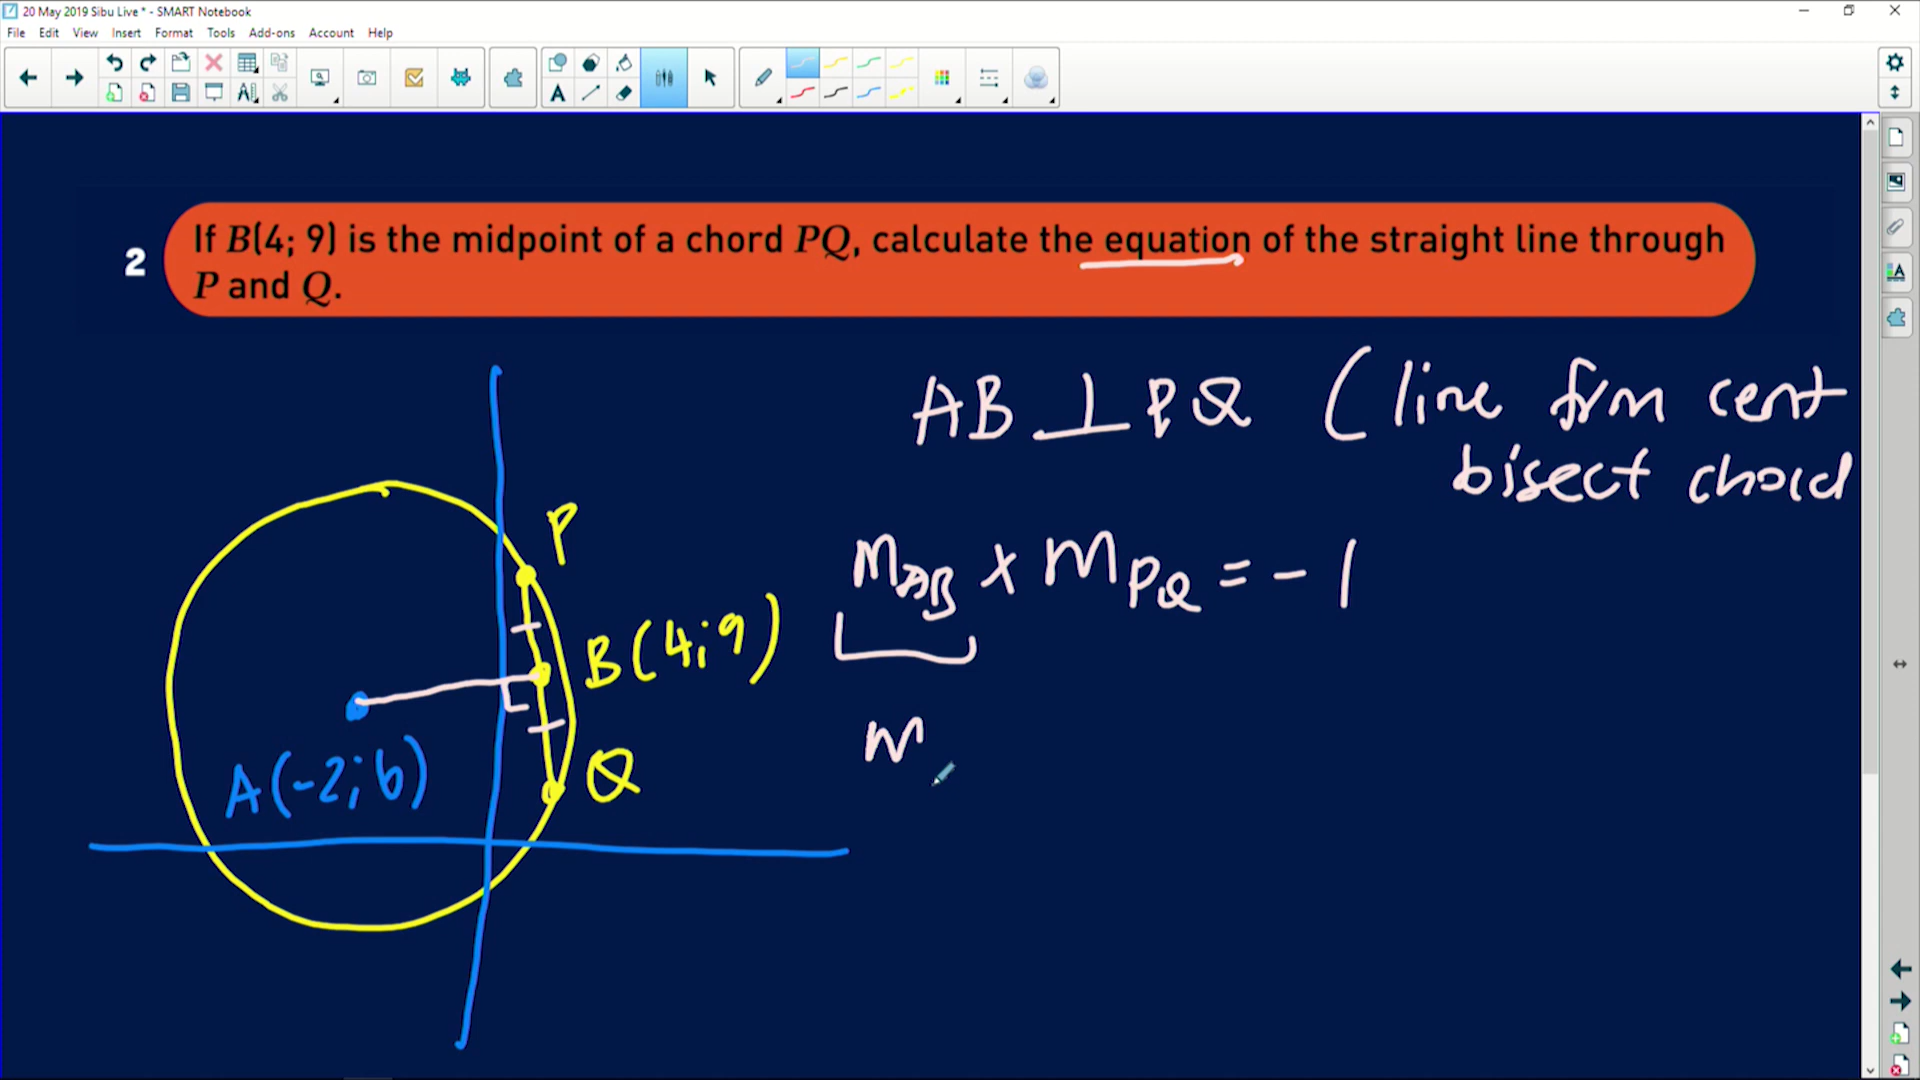 20 May 2019 Sibu Live * - SMART Notebook
File Edit View Insert Format Tools Add-ons Account Help
2
If B(4; 9) is the midpoint of a chord PQ, calculate the equation of the straight line through
P and Q.
AB ⊥ PQ (line frm cent
bisect chord
P
m_AB × m_PQ = -1
B(4;9)
m
A(-2;6)
Q